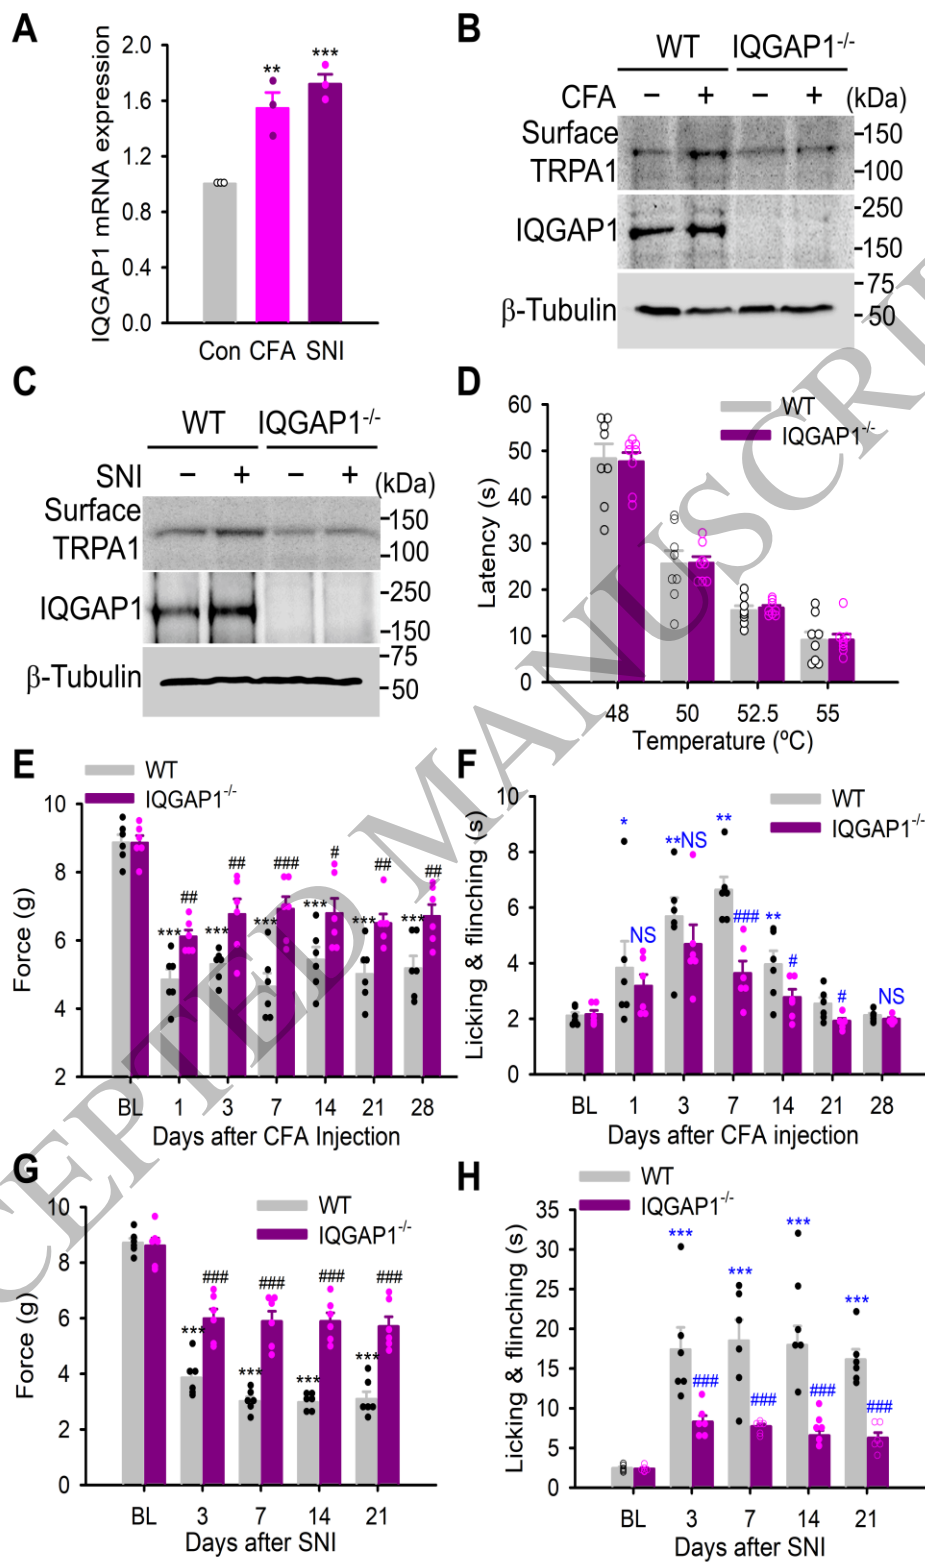 A
IQGAP1 mRNA expression
2.0
1.6
1.2
0.8
0.4
0.0
**
***
Con CFA SNI
B
WT IQGAP1-/-
CFA − + − + (kDa)
Surface
TRPA1
-150
-100
IQGAP1
-250
-150
β-Tubulin
-75
-50
C
WT IQGAP1-/-
SNI − + − + (kDa)
Surface
TRPA1
-150
-100
IQGAP1
-250
-150
β-Tubulin
-75
-50
D
Latency (s)
60
50
40
30
20
10
0
WT
IQGAP1-/-
48 50 52.5 55
Temperature (ºC)
E
WT
IQGAP1-/-
Force (g)
10
8
6
4
2
*** *** *** *** *** ***
## ## ### # ## ##
BL 1 3 7 14 21 28
Days after CFA Injection
F
Licking & flinching (s)
10
8
6
4
2
0
WT
IQGAP1-/-
* ** ** **
NS NS ### # # NS
BL 1 3 7 14 21 28
Days after CFA injection
G
WT
IQGAP1-/-
Force (g)
10
8
6
4
2
0
*** *** *** ***
### ### ### ###
BL 3 7 14 21
Days after SNI
H
WT
IQGAP1-/-
Licking & flinching (s)
35
30
25
20
15
10
5
0
*** *** *** ***
### ### ### ###
BL 3 7 14 21
Days after SNI
CEPTED MANUSCRI